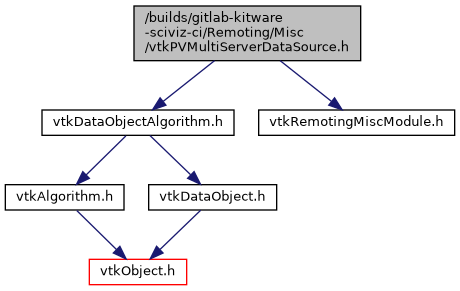 /builds/gitlab-kitware
-sciviz-ci/Remoting/Misc
/vtkPVMultiServerDataSource.h
vtkDataObjectAlgorithm.h
vtkRemotingMiscModule.h
vtkAlgorithm.h
vtkDataObject.h
vtkObject.h